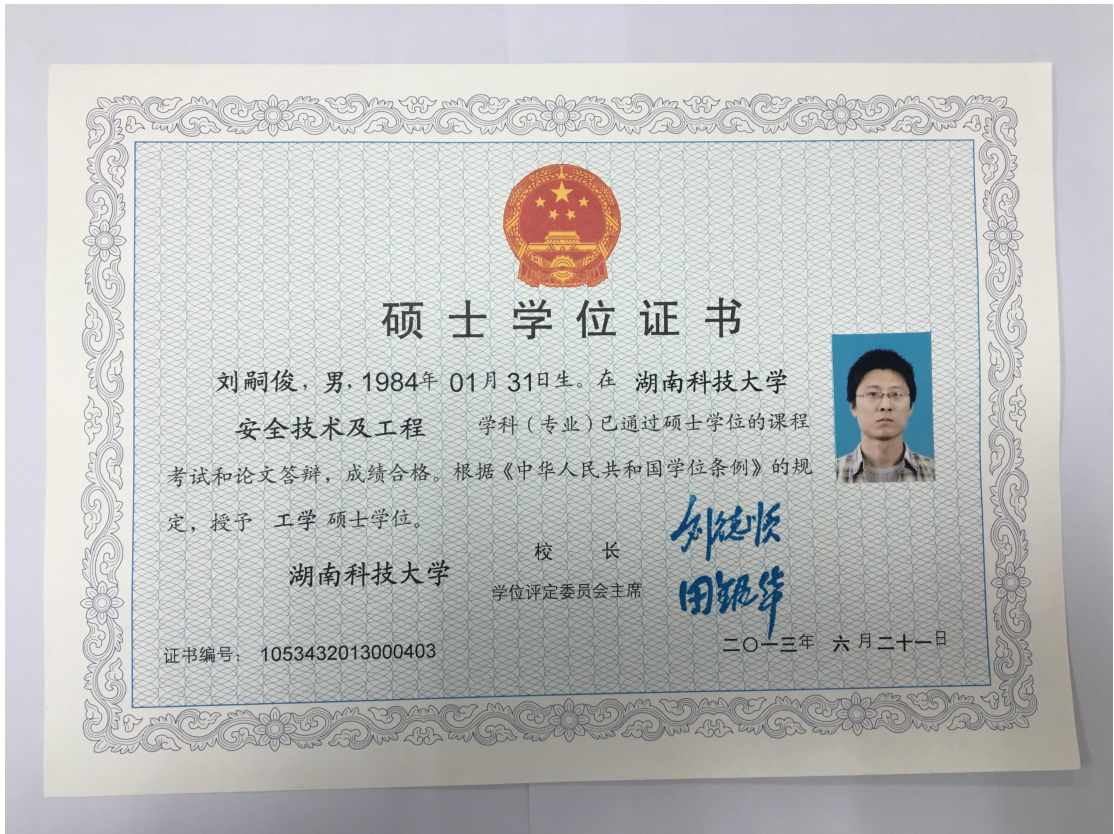 硕士学位证书
刘嗣俊，男，1984年 01月 31日生。在 湖南科技大学
安全技术及工程 学科（专业）已通过硕士学位的课程
考试和论文答辩，成绩合格。根据《中华人民共和国学位条例》的规
定，授予 工学 硕士学位。
湖南科技大学
校 长 刘德顺
学位评定委员会主席 田银华
证书编号：1053432013000403
二〇一三年 六 月二十一日